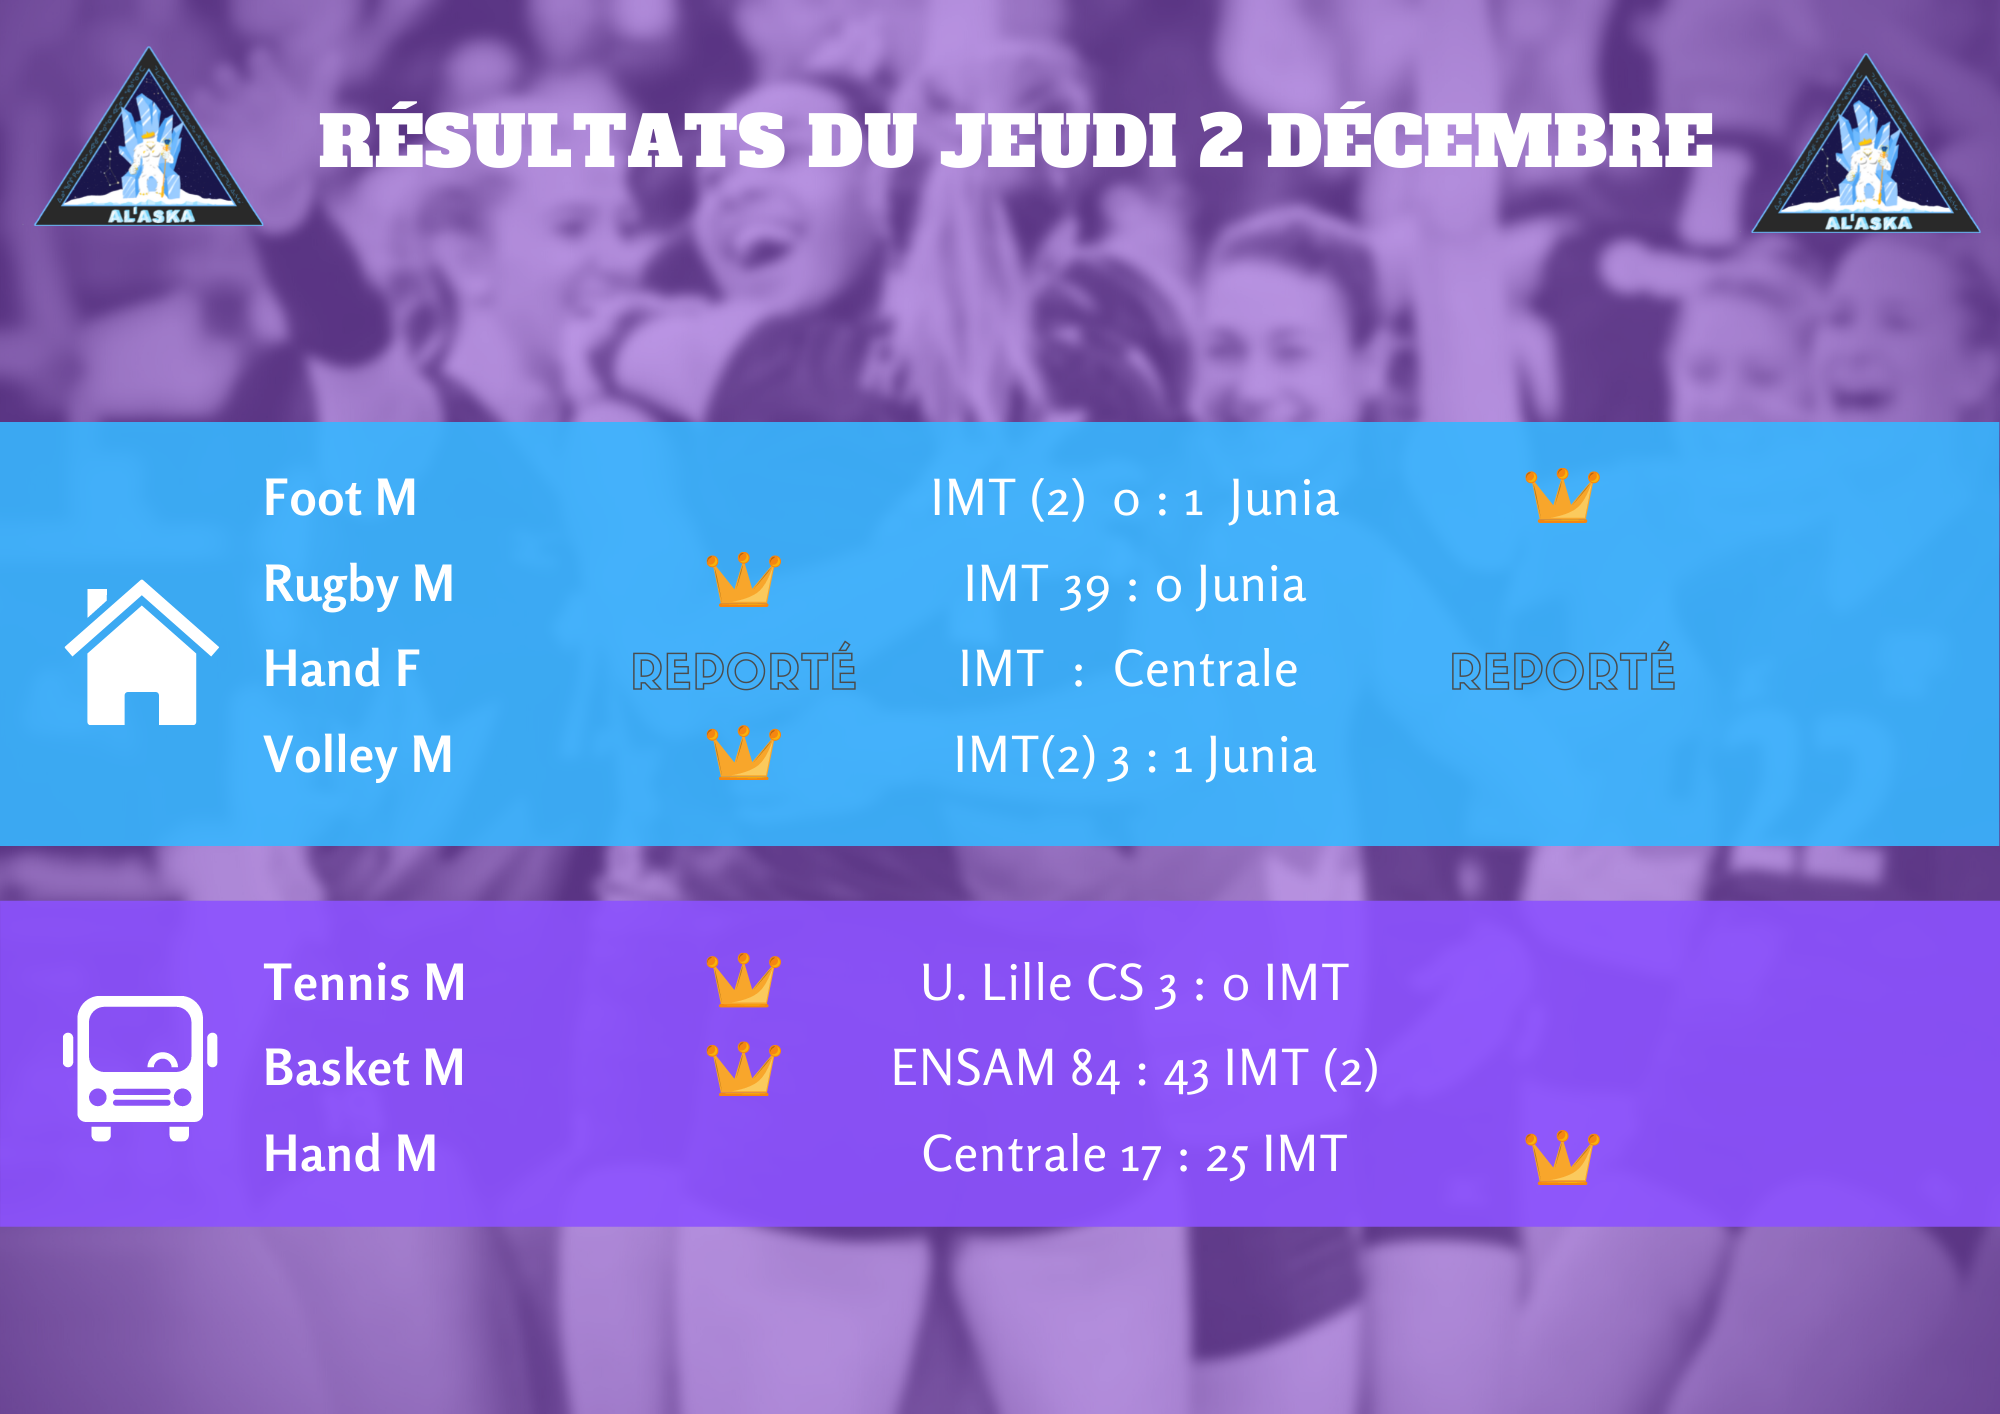 RÉSULTATS DU JEUDI 2 DÉCEMBRE
AL'ASKA
AL'ASKA
Foot M IMT (2) 0 : 1 Junia
Rugby M IMT 39 : 0 Junia
Hand F REPORTÉ IMT : Centrale REPORTÉ
Volley M IMT(2) 3 : 1 Junia
22
Tennis M U. Lille CS 3 : 0 IMT
Basket M ENSAM 84 : 43 IMT (2)
Hand M Centrale 17 : 25 IMT